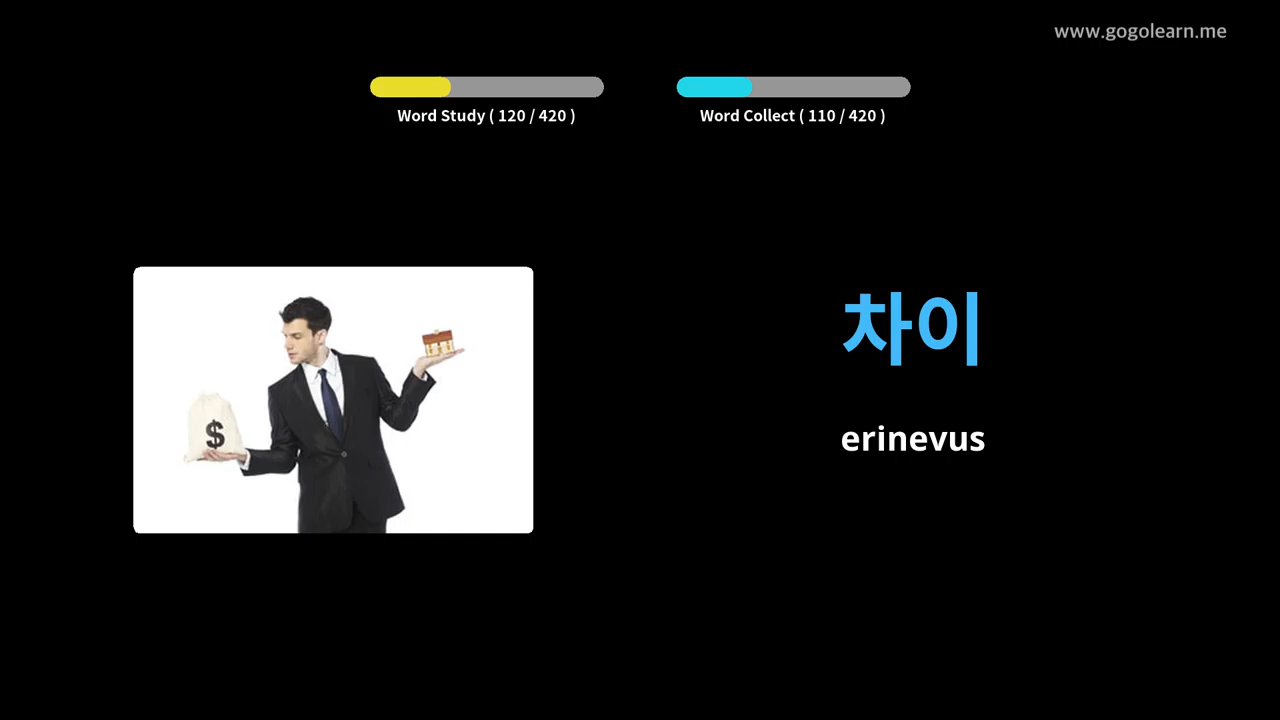 www.gogolearn.me
Word Study ( 120 / 420 )
Word Collect ( 110 / 420 )
$
차이
erinevus